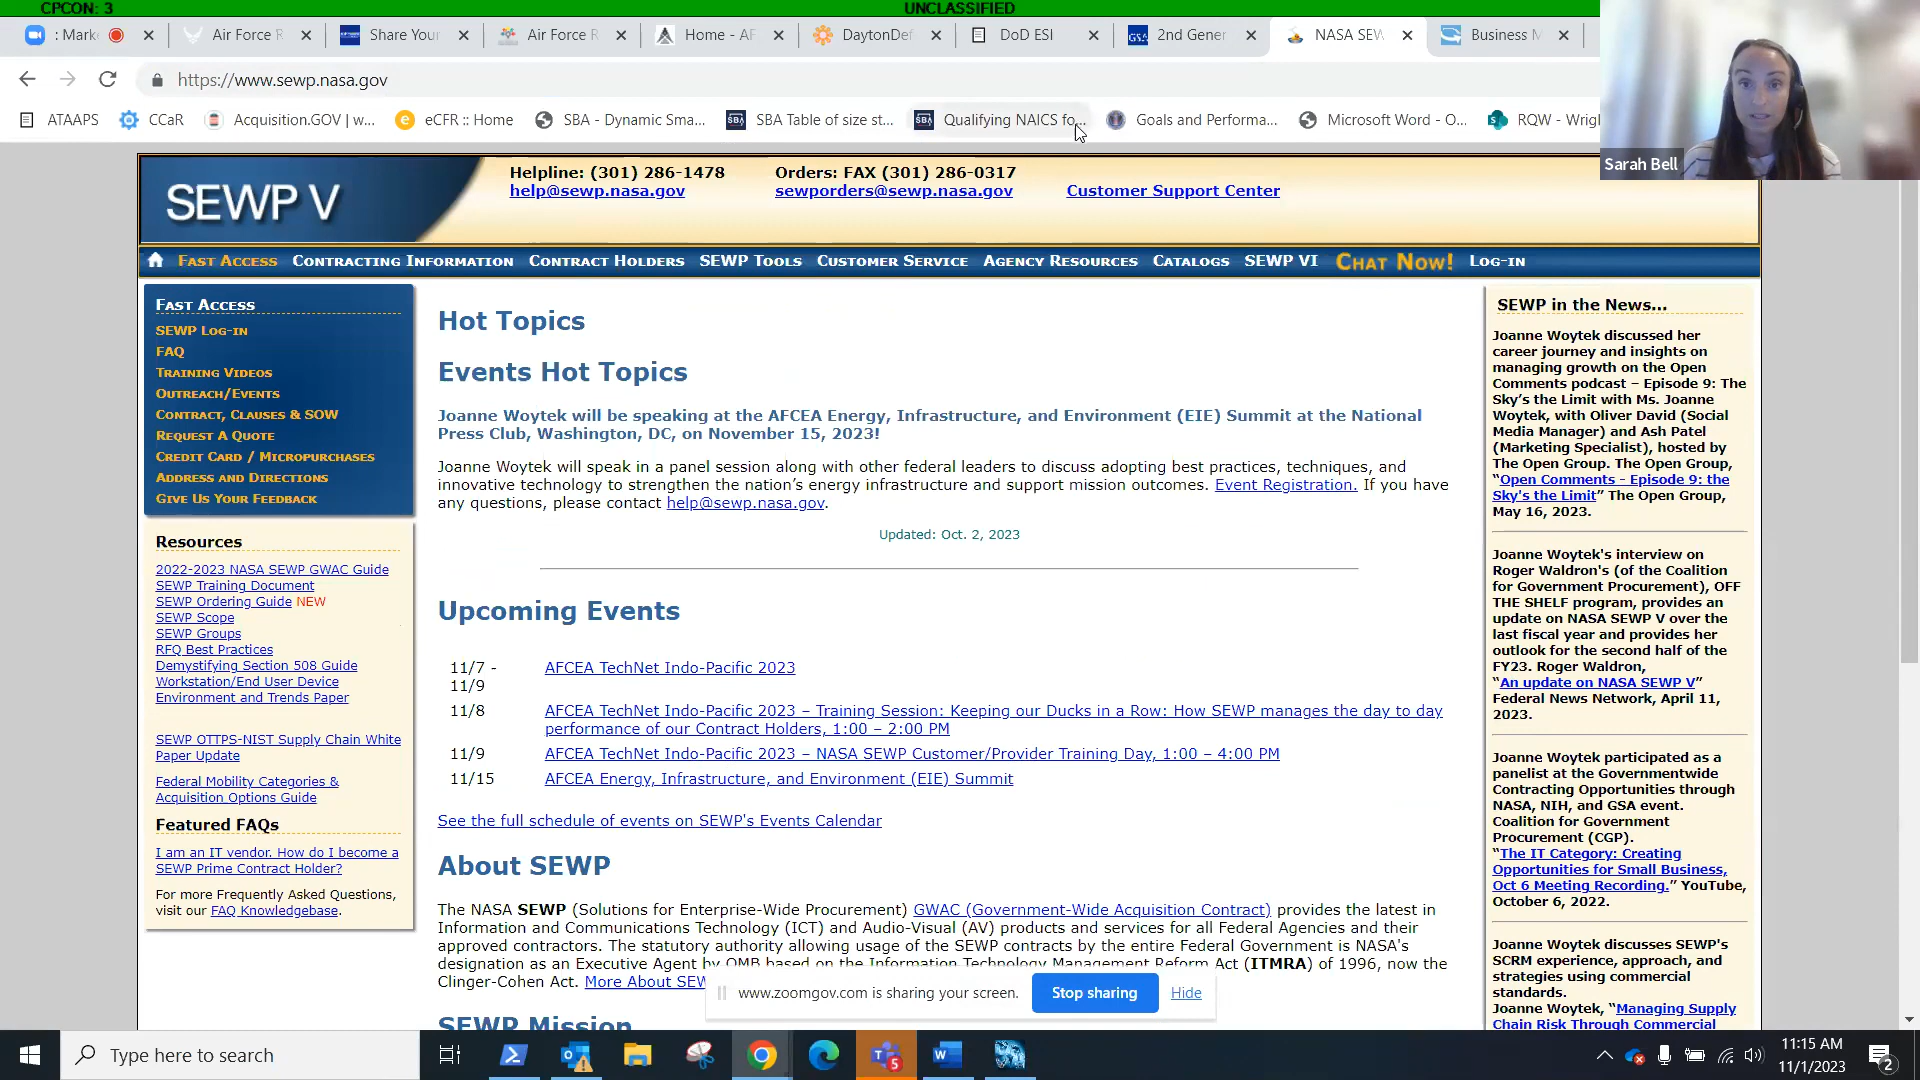 CPCON: 3
UNCLASSIFIED
: Mark
Air Force R
Share Your
Air Force R
Home - AF
DaytonDef
DoD ESI
2nd Gener
NASA SEW
Business M
https://www.sewp.nasa.gov
ATAAPS
CCaR
Acquisition.GOV | w...
eCFR :: Home
SBA - Dynamic Sma...
SBA Table of size st...
Qualifying NAICS fo...
Goals and Performa...
Microsoft Word - O...
RQW - Wrig
Sarah Bell
SEWP V
Helpline: (301) 286-1478
help@sewp.nasa.gov
Orders: FAX (301) 286-0317
sewporders@sewp.nasa.gov
Customer Support Center
Fast Access Contracting Information Contract Holders SEWP Tools Customer Service Agency Resources Catalogs SEWP VI Chat Now! Log-in
Fast Access
SEWP Log-in
FAQ
Training Videos
Outreach/Events
Contract, Clauses & SOW
Request A Quote
Credit Card / Micropurchases
Address and Directions
Give Us Your Feedback
Resources
2022-2023 NASA SEWP GWAC Guide
SEWP Training Document
SEWP Ordering Guide NEW
SEWP Scope
SEWP Groups
RFQ Best Practices
Demystifying Section 508 Guide
Workstation/End User Device
Environment and Trends Paper
SEWP OTTPS-NIST Supply Chain White
Paper Update
Federal Mobility Categories &
Acquisition Options Guide
Featured FAQs
I am an IT vendor. How do I become a
SEWP Prime Contract Holder?
For more Frequently Asked Questions,
visit our FAQ Knowledgebase.
Hot Topics
Events Hot Topics
Joanne Woytek will be speaking at the AFCEA Energy, Infrastructure, and Environment (EIE) Summit at the National
Press Club, Washington, DC, on November 15, 2023!
Joanne Woytek will speak in a panel session along with other federal leaders to discuss adopting best practices, techniques, and
innovative technology to strengthen the nation's energy infrastructure and support mission outcomes. Event Registration. If you have
any questions, please contact help@sewp.nasa.gov.
Updated: Oct. 2, 2023
Upcoming Events
11/7 -
11/9
AFCEA TechNet Indo-Pacific 2023
11/8
AFCEA TechNet Indo-Pacific 2023 – Training Session: Keeping our Ducks in a Row: How SEWP manages the day to day
performance of our Contract Holders, 1:00 – 2:00 PM
11/9
AFCEA TechNet Indo-Pacific 2023 – NASA SEWP Customer/Provider Training Day, 1:00 – 4:00 PM
11/15
AFCEA Energy, Infrastructure, and Environment (EIE) Summit
See the full schedule of events on SEWP's Events Calendar
About SEWP
The NASA SEWP (Solutions for Enterprise-Wide Procurement) GWAC (Government-Wide Acquisition Contract) provides the latest in
Information and Communications Technology (ICT) and Audio-Visual (AV) products and services for all Federal Agencies and their
approved contractors. The statutory authority allowing usage of the SEWP contracts by the entire Federal Government is NASA's
designation as an Executive Agent by OMB based on the Information Technology Management Reform Act (ITMRA) of 1996, now the
Clinger-Cohen Act. More About SEW
SEWP Mission
SEWP in the News...
Joanne Woytek discussed her
career journey and insights on
managing growth on the Open
Comments podcast – Episode 9: The
Sky's the Limit with Ms. Joanne
Woytek, with Oliver David (Social
Media Manager) and Ash Patel
(Marketing Specialist), hosted by
The Open Group. The Open Group,
"Open Comments - Episode 9: the
Sky's the Limit" The Open Group,
May 16, 2023.
Joanne Woytek's interview on
Roger Waldron's (of the Coalition
for Government Procurement), OFF
THE SHELF program, provides an
update on NASA SEWP V over the
last fiscal year and provides her
outlook for the second half of the
FY23. Roger Waldron,
"An update on NASA SEWP V"
Federal News Network, April 11,
2023.
Joanne Woytek participated as a
panelist at the Governmentwide
Contracting Opportunities through
NASA, NIH, and GSA event.
Coalition for Government
Procurement (CGP).
"The IT Category: Creating
Opportunities for Small Business,
Oct 6 Meeting Recording." YouTube,
October 6, 2022.
Joanne Woytek discusses SEWP's
SCRM experience, approach, and
strategies using commercial
standards.
Joanne Woytek, "Managing Supply
Chain Risk Through Commercial
www.zoomgov.com is sharing your screen. Stop sharing Hide
Type here to search
11:15 AM
11/1/2023
2